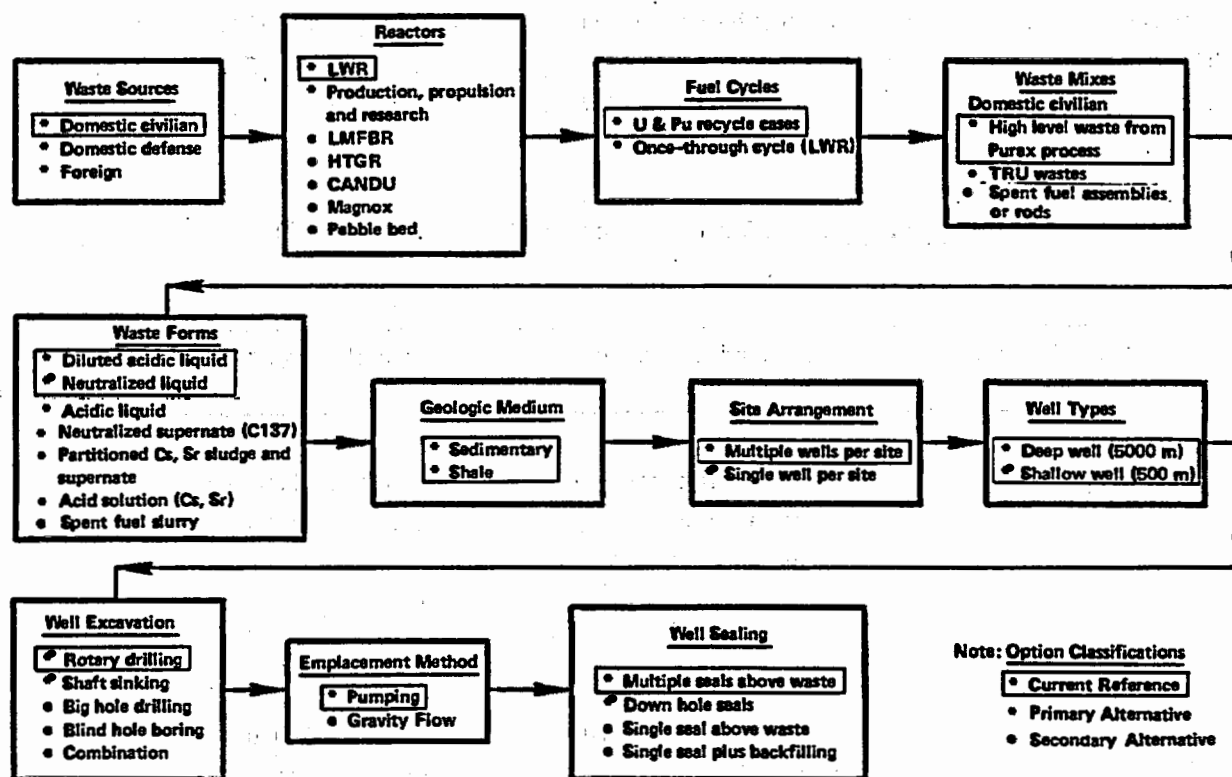 Waste Sources
• Domestic civilian
• Domestic defense
• Foreign
Reactors
• LWR
• Production, propulsion
and research
• LMFBR
• HTGR
• CANDU
• Magnox
• Pebble bed
Fuel Cycles
• U & Pu recycle cases
• Once-through cycle (LWR)
Waste Mixes
Domestic civilian
• High level waste from
Purex process
• TRU wastes
• Spent fuel assemblies
or rods
Waste Forms
• Diluted acidic liquid
• Neutralized liquid
• Acidic liquid
• Neutralized supernate (C137)
• Partitioned Cs, Sr sludge and
supernate
• Acid solution (Cs, Sr)
• Spent fuel slurry
Geologic Medium
• Sedimentary
• Shale
Site Arrangement
• Multiple wells per site
• Single well per site
Well Types
• Deep well (5000 m)
• Shallow well (500 m)
Well Excavation
• Rotary drilling
• Shaft sinking
• Big hole drilling
• Blind hole boring
• Combination
Emplacement Method
• Pumping
• Gravity Flow
Well Sealing
• Multiple seals above waste
• Down hole seals
• Single seal above waste
• Single seal plus backfilling
Note: Option Classifications
• Current Reference
• Primary Alternative
• Secondary Alternative